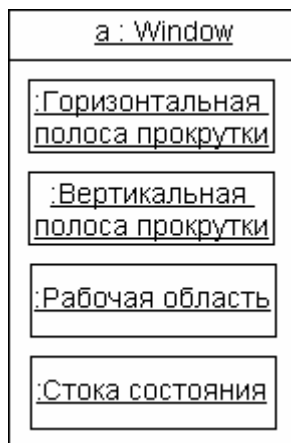 a : Window
:Горизонтальная
полоса прокрутки
:Вертикальная
полоса прокрутки
:Рабочая область
:Стока состояния